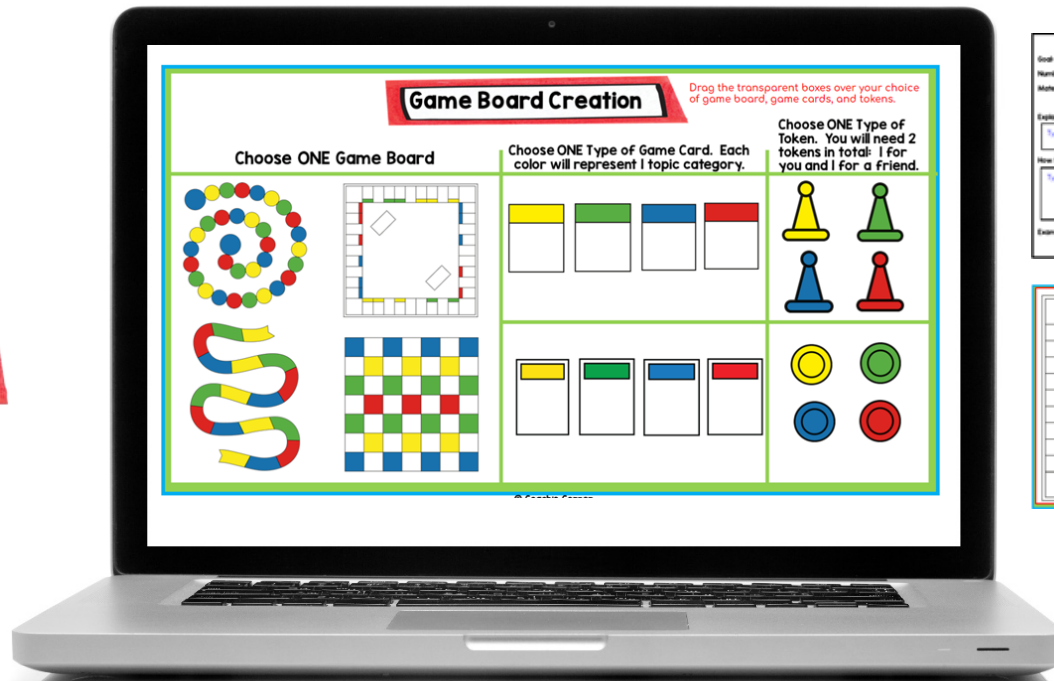 Game Board Creation
Drag the transparent boxes over your choice
of game board, game cards, and tokens.
Choose ONE Game Board
Choose ONE Type of Game Card. Each
color will represent 1 topic category.
Choose ONE Type of
Token. You will need 2
tokens in total: 1 for
you and 1 for a friend.
Goal